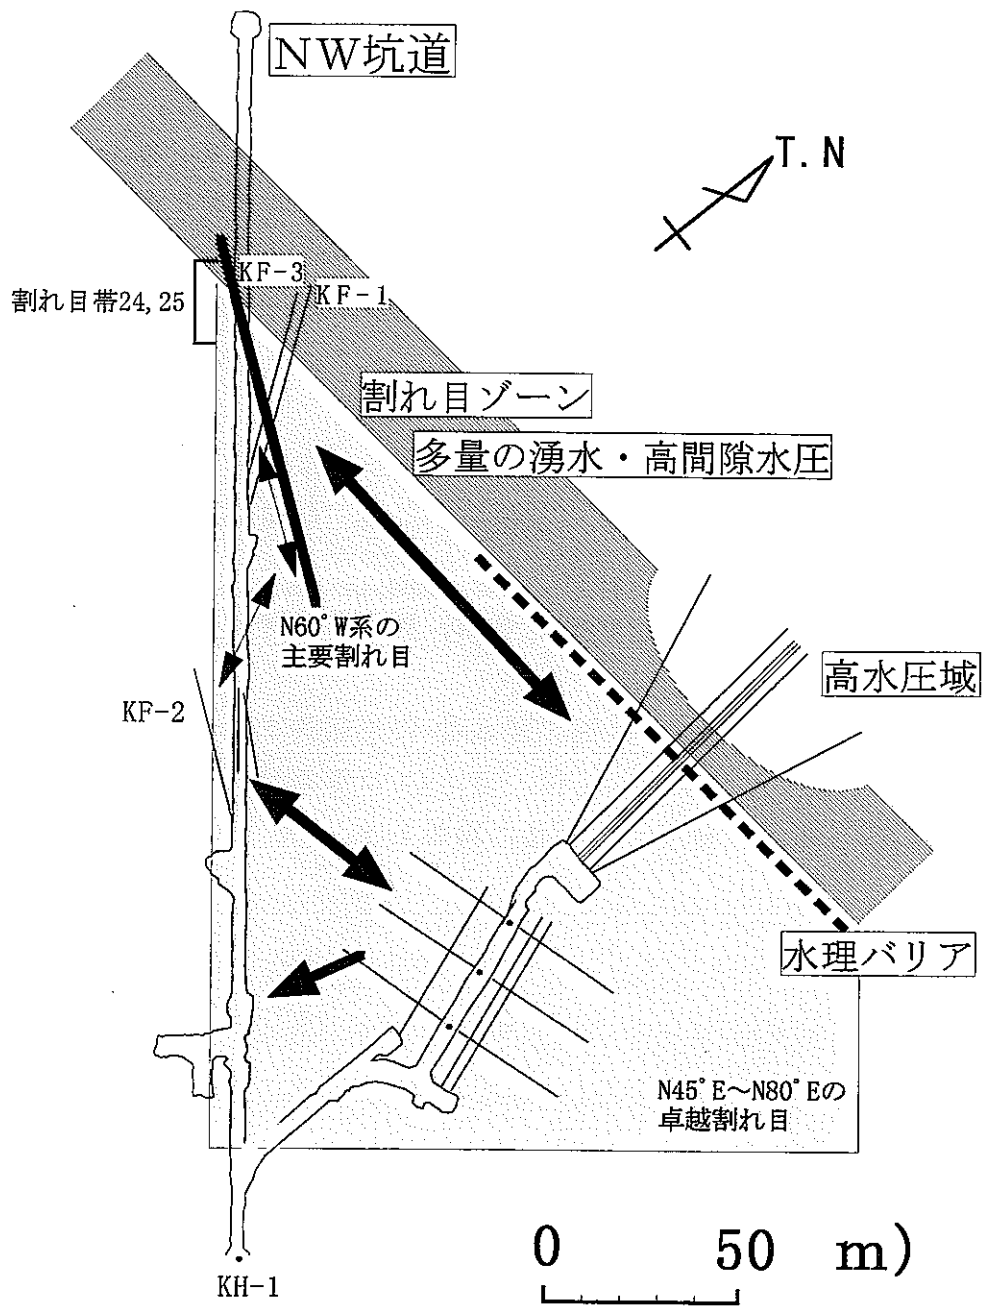 NW坑道
T.N
KF-3
KF-1
割れ目帯24,25
割れ目ゾーン
多量の湧水・高間隙水圧
N60°W系の
主要割れ目
高水圧域
KF-2
水理バリア
N45°E～N80°Eの
卓越割れ目
0 50 m)
KH-1